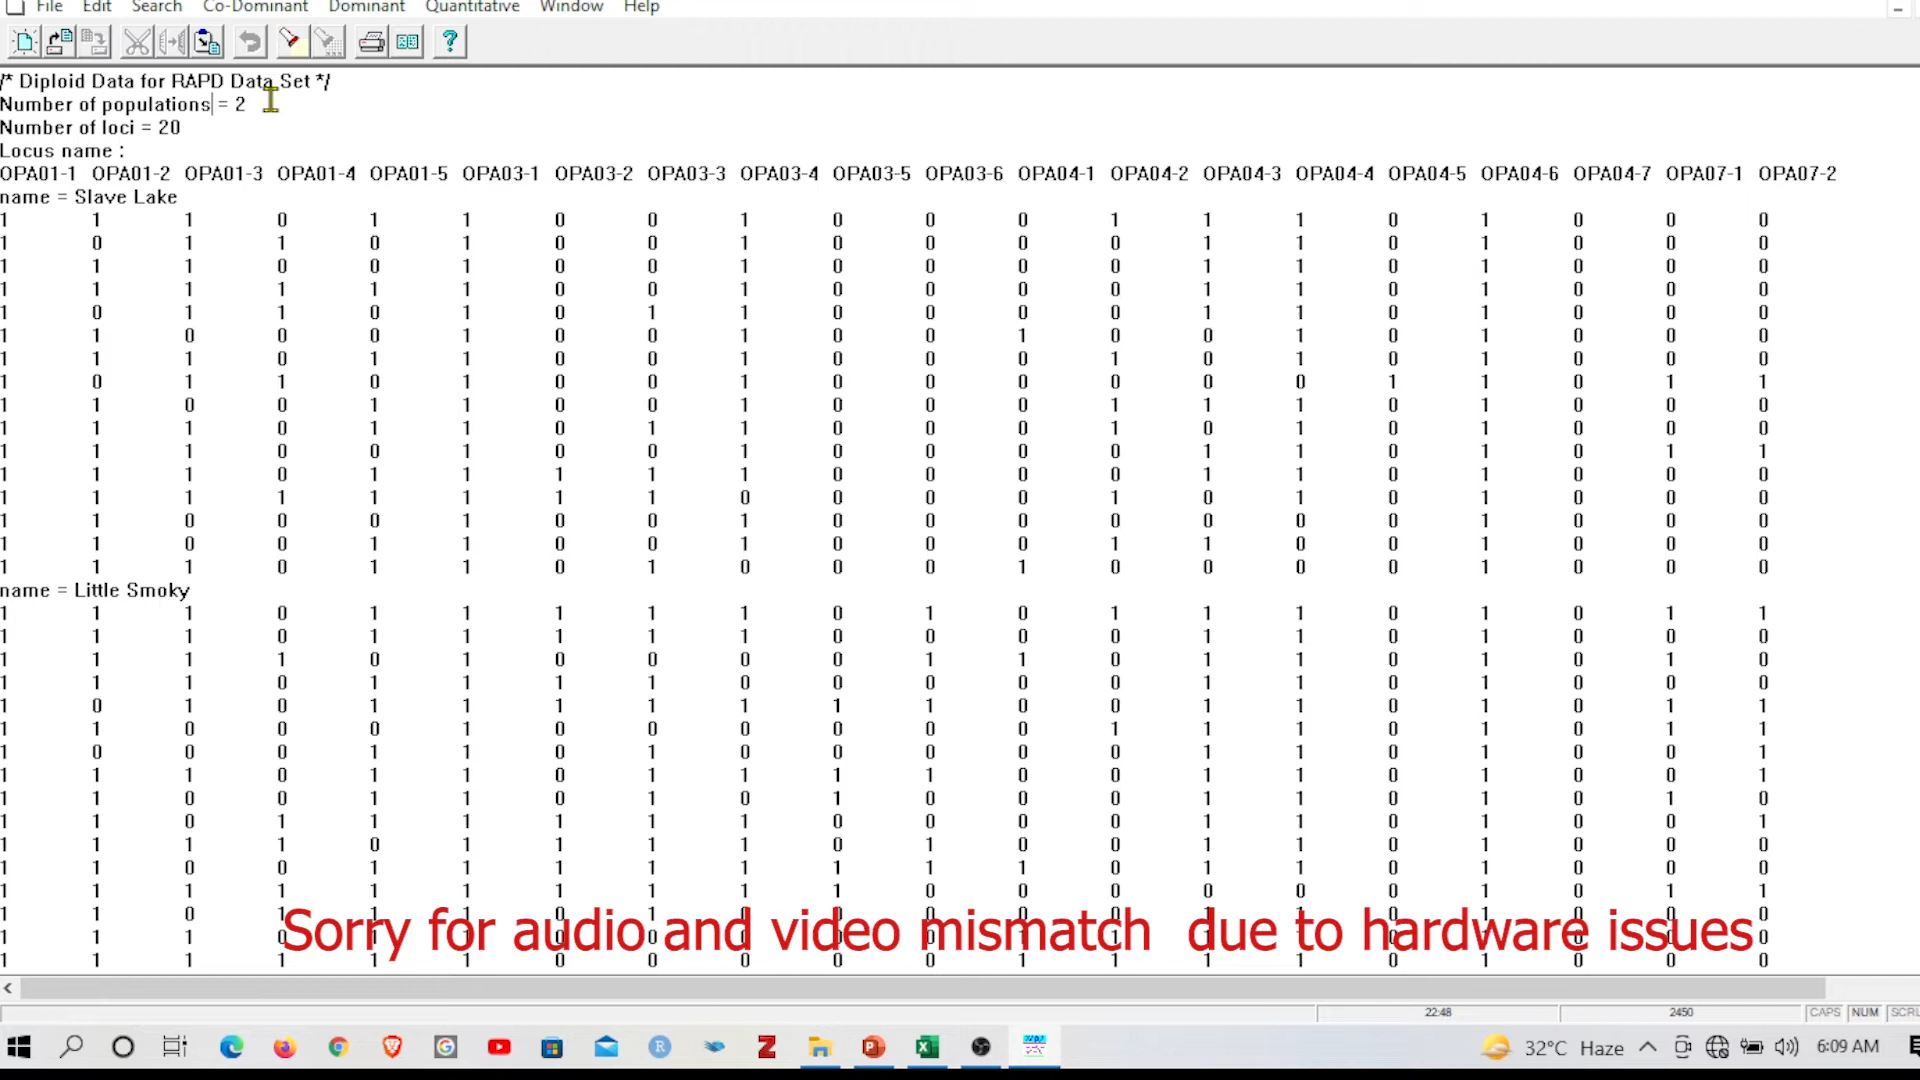 File Edit Search Co-Dominant Dominant Quantitative Window Help
/* Diploid Data for RAPD Data Set */
Number of populations = 2
Number of loci = 20
Locus name :
OPA01-1 OPA01-2 OPA01-3 OPA01-4 OPA01-5 OPA03-1 OPA03-2 OPA03-3 OPA03-4 OPA03-5 OPA03-6 OPA04-1 OPA04-2 OPA04-3 OPA04-4 OPA04-5 OPA04-6 OPA04-7 OPA07-1 OPA07-2
name = Slave Lake
1 1 1 0 1 1 0 0 1 0 0 0 1 1 1 0 1 0 0 0
1 0 1 1 0 1 0 0 1 0 0 0 0 1 1 0 1 0 0 0
1 1 1 0 0 1 0 0 1 0 0 0 0 1 1 0 1 0 0 0
1 1 1 1 1 1 0 0 1 0 0 0 0 1 1 0 1 0 0 0
1 0 1 1 0 1 0 1 1 0 0 0 0 1 1 0 1 0 0 0
1 1 0 0 0 1 0 0 1 0 0 1 0 0 1 0 1 0 0 0
1 1 1 0 1 1 0 0 1 0 0 0 1 0 1 0 1 0 0 0
1 0 1 1 0 1 0 0 1 0 0 0 0 0 0 1 1 0 1 1
1 1 0 0 1 1 0 0 1 0 0 0 1 1 1 0 1 0 0 0
1 1 1 0 1 1 0 1 1 0 0 0 1 0 1 0 1 0 0 0
1 1 1 0 0 1 0 0 1 0 0 0 0 1 1 0 1 0 1 1
1 1 1 0 1 1 1 1 1 0 0 0 0 1 1 0 1 0 0 0
1 1 1 1 1 1 1 1 0 0 0 0 1 0 1 0 1 0 0 0
1 1 0 0 0 1 0 0 1 0 0 0 0 0 0 0 1 0 0 0
1 1 0 0 1 1 0 0 1 0 0 0 1 1 0 0 1 0 0 0
1 1 1 0 1 1 0 1 0 0 0 1 0 0 0 0 1 0 0 0
name = Little Smoky
1 1 1 0 1 1 1 1 1 0 1 0 1 1 1 0 1 0 1 1
1 1 1 0 1 1 1 1 1 0 0 0 0 1 1 0 1 0 0 0
1 1 1 1 0 1 0 0 0 0 1 1 0 1 1 0 1 0 1 0
1 1 1 0 1 1 1 1 0 0 0 0 0 1 1 0 1 0 0 0
1 0 1 0 1 1 1 1 1 1 1 0 0 1 1 0 1 0 1 1
1 1 0 0 0 1 0 0 0 0 0 0 1 1 1 0 1 0 1 1
1 0 0 0 1 1 0 1 0 0 0 0 0 1 1 0 1 0 0 1
1 1 1 0 1 1 0 1 1 1 1 0 0 1 1 0 1 0 0 1
1 1 0 0 1 1 0 1 0 1 0 0 0 1 1 0 1 0 1 0
1 1 0 1 1 1 1 1 1 0 0 0 0 1 1 0 1 0 0 1
1 1 1 1 0 1 1 1 1 0 1 0 0 1 1 0 1 0 0 0
1 1 0 0 1 1 1 1 1 1 1 1 0 1 1 0 1 0 0 0
1 1 1 1 1 1 1 1 1 1 0 0 0 0 0 0 1 0 1 1
1 1 0
1 1 1
Sorry for audio and video mismatch due to hardware issues
1 1 1 1 1 1 0 0 0 0 0 1 1 1 1 0 1 0 0 0
22:48 2450 CAPS NUM
32°C Haze 6:09 AM